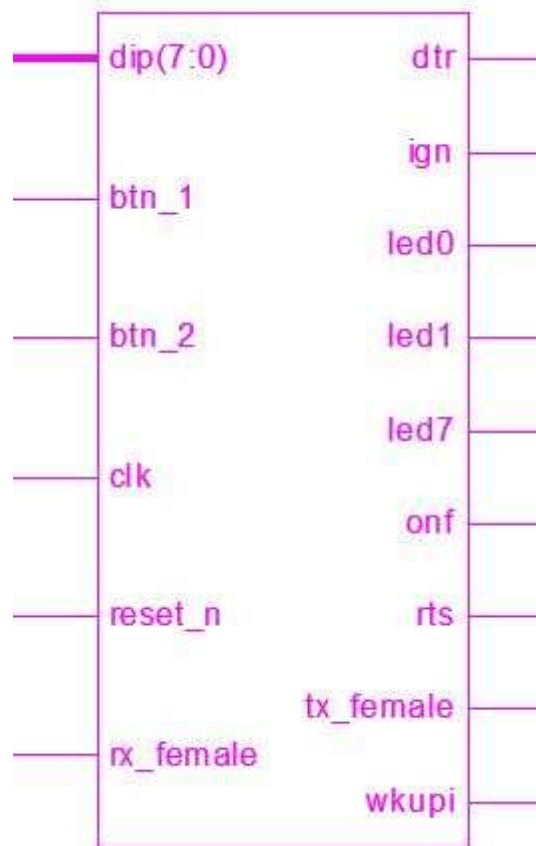 dip(7:0)
dtr
ign
btn_1
led0
btn_2
led1
led7
clk
onf
reset_n
rts
tx_female
rx_female
wkupi